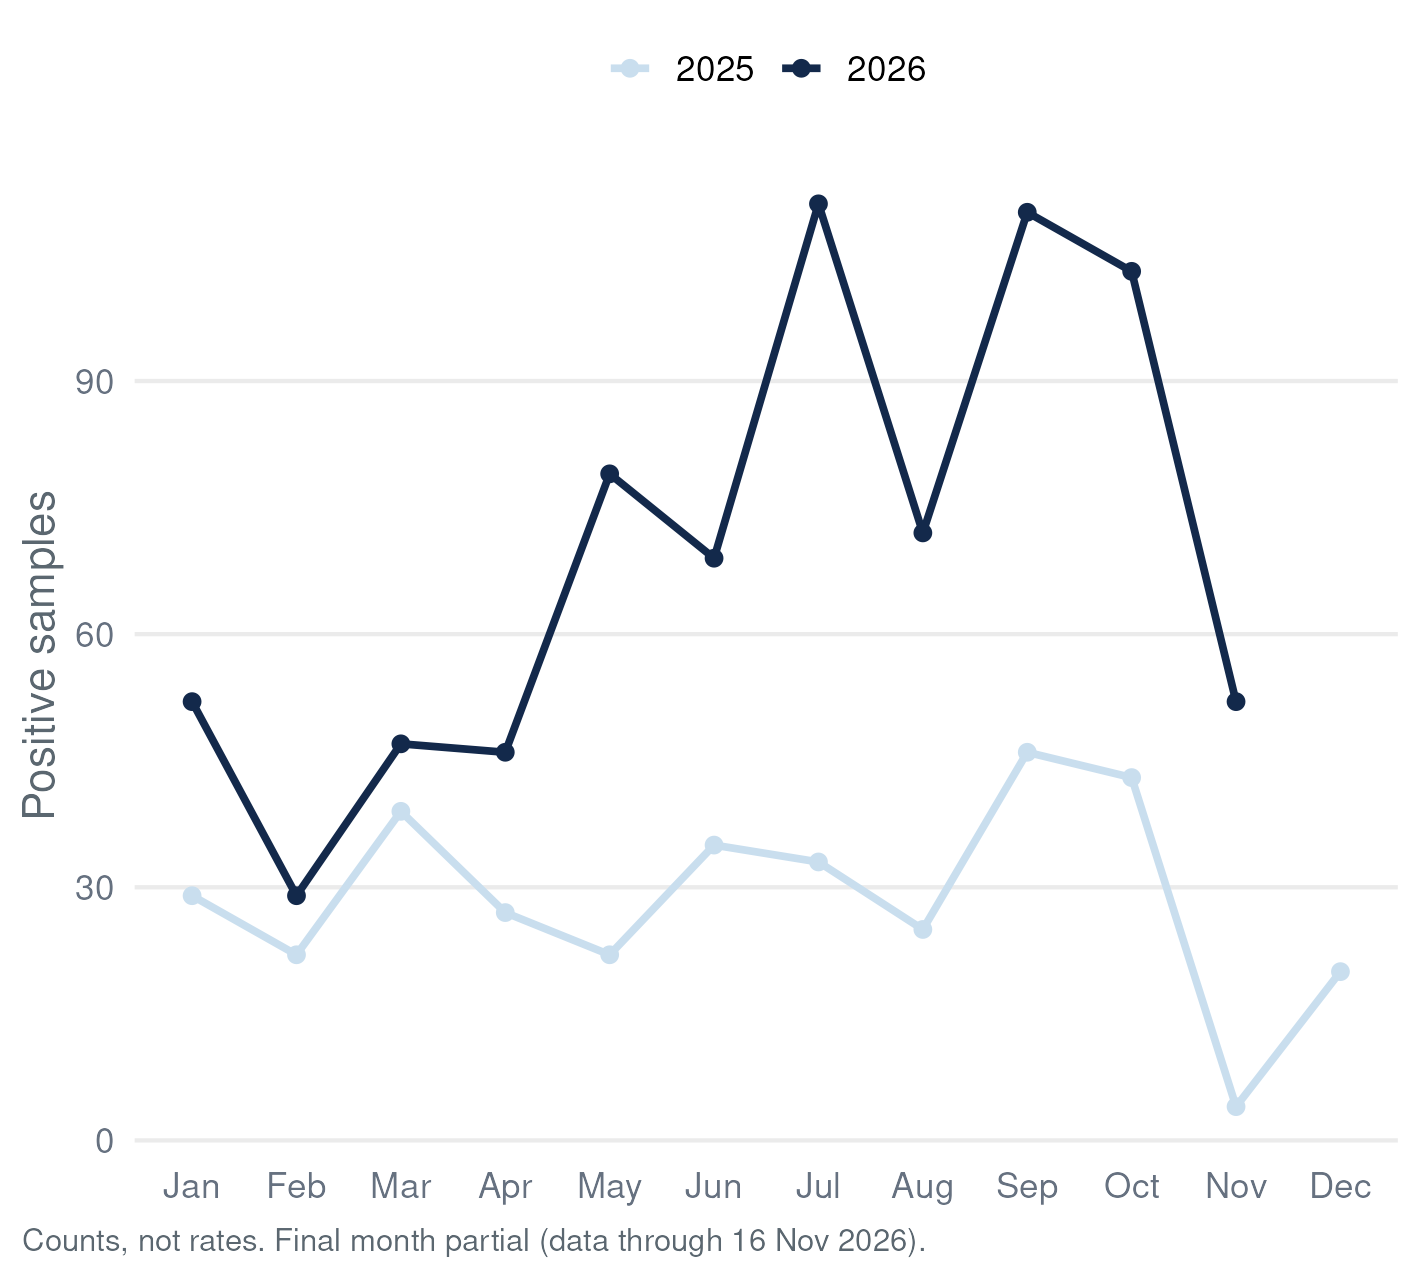 2025 2026
Positive samples
90
60
30
0
Jan Feb Mar Apr May Jun Jul Aug Sep Oct Nov Dec
Counts, not rates. Final month partial (data through 16 Nov 2026).